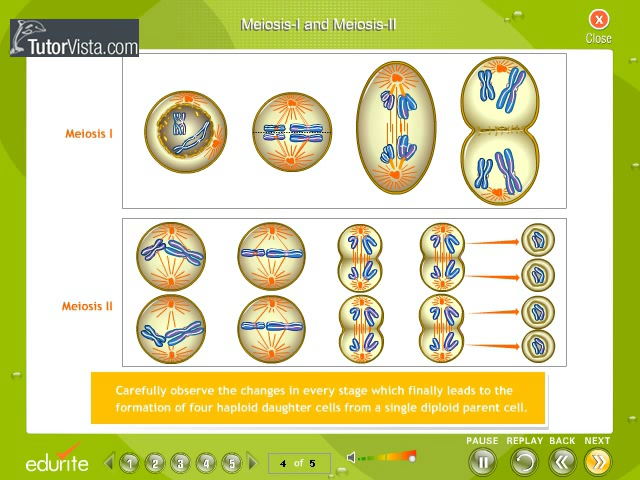 Meiosis-I and Meiosis-II
X
Close
TutorVista.com
Meiosis I
Meiosis II
Carefully observe the changes in every stage which finally leads to the
formation of four haploid daughter cells from a single diploid parent cell.
PAUSE REPLAY BACK NEXT
edurite
1 2 3 4 5
4 of 5